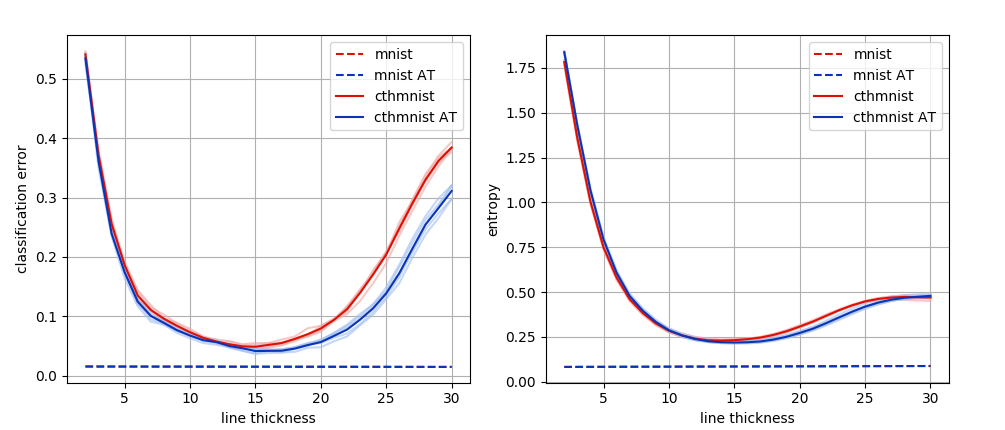 classification error
0.5
0.4
0.3
0.2
0.1
0.0
5 10 15 20 25 30
line thickness
mnist
mnist AT
cthmnist
cthmnist AT
entropy
1.75
1.50
1.25
1.00
0.75
0.50
0.25
0.00
5 10 15 20 25 30
line thickness
mnist
mnist AT
cthmnist
cthmnist AT